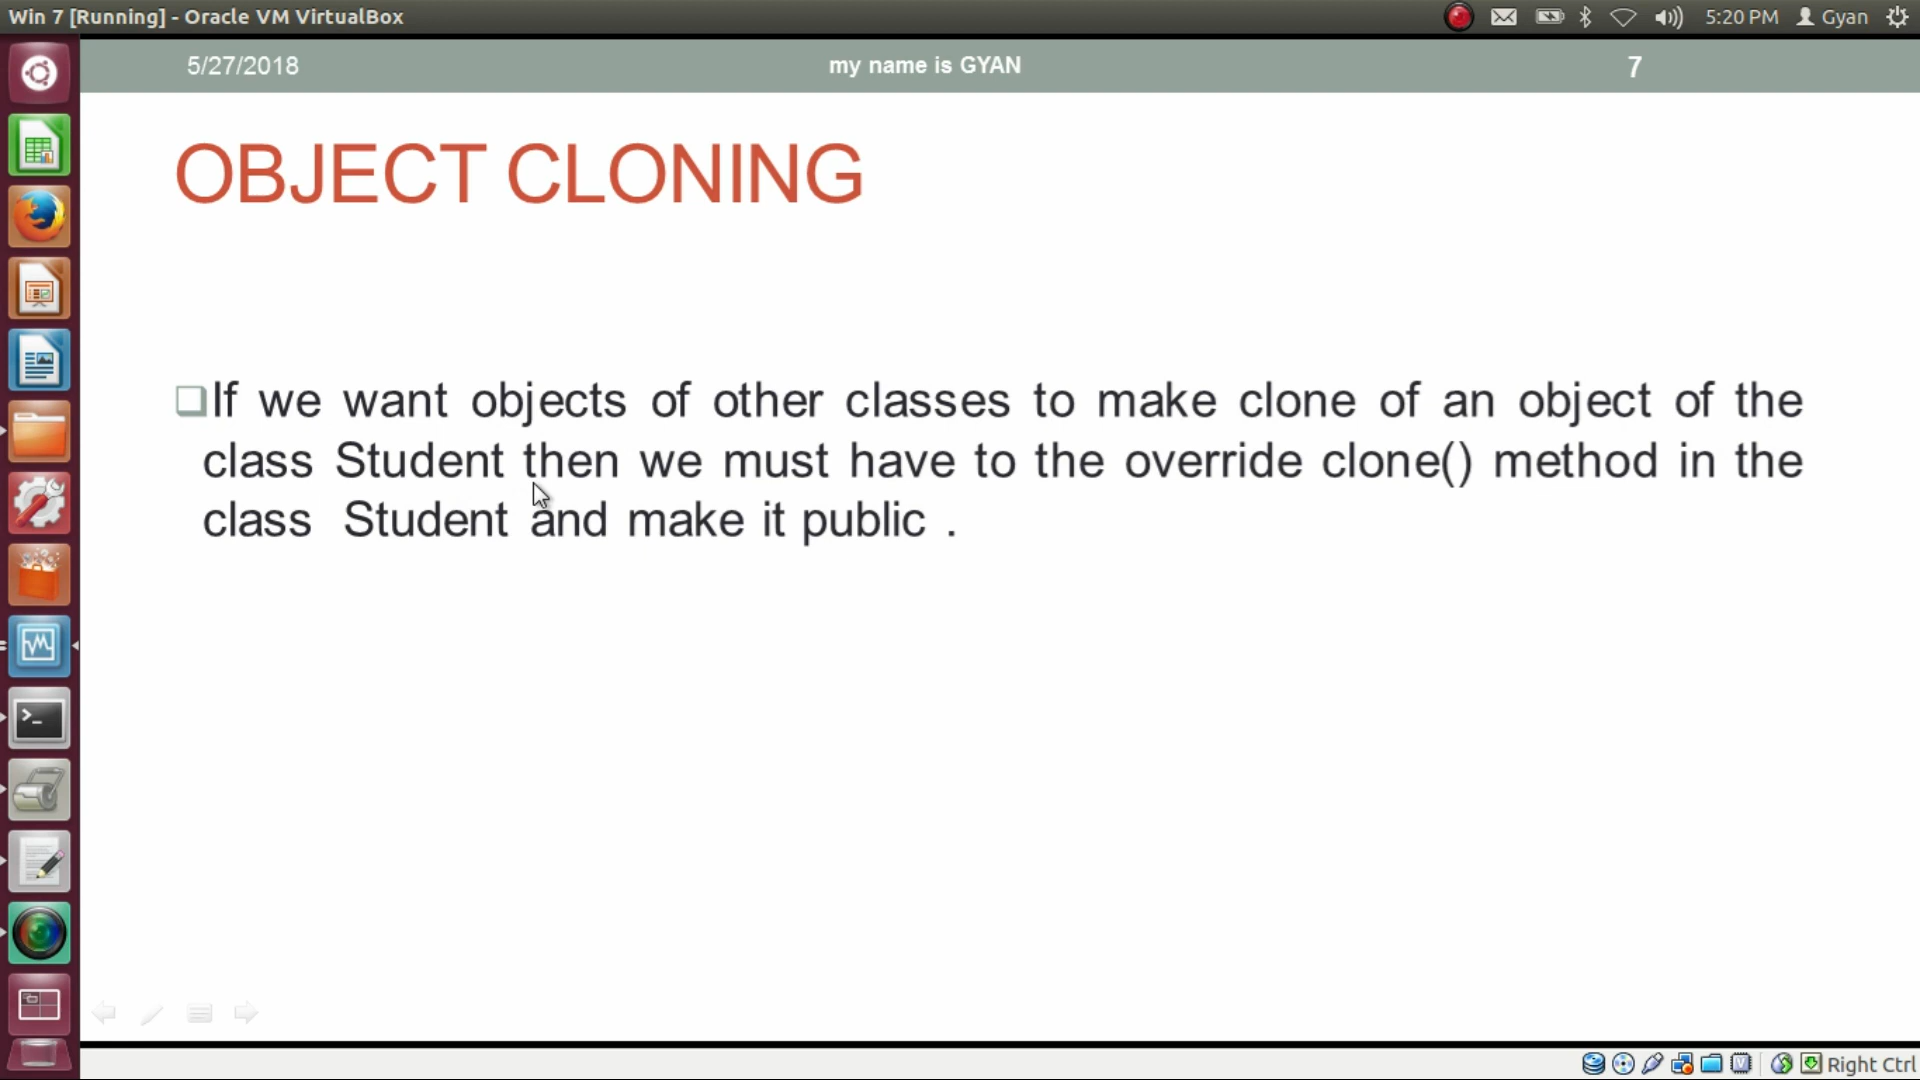 Win 7 [Running] - Oracle VM VirtualBox
5:20 PM
Gyan
5/27/2018
my name is GYAN
7
OBJECT CLONING
If we want objects of other classes to make clone of an object of the
class Student then we must have to the override clone() method in the
class Student and make it public .
Right Ctrl